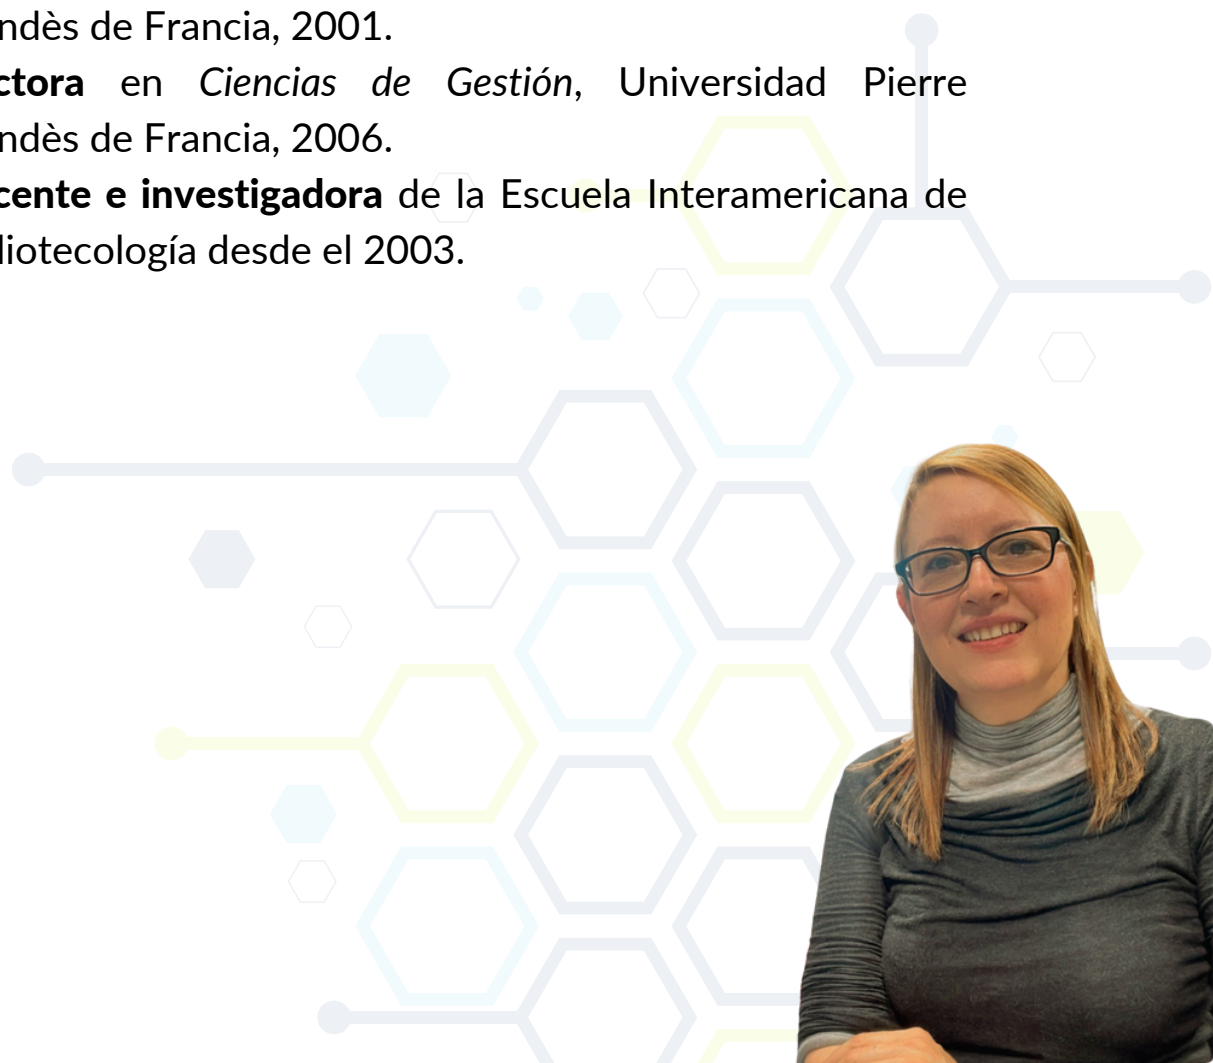 ndès de Francia, 2001.
ctora en Ciencias de Gestión, Universidad Pierre
ndès de Francia, 2006.
cente e investigadora de la Escuela Interamericana de
liotecología desde el 2003.